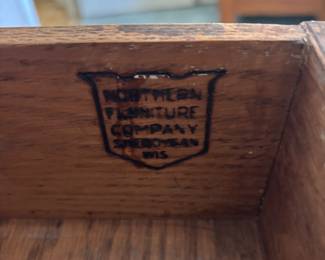 NORTHERN
FURNITURE
COMPANY
SHEBOYGAN
WIS.